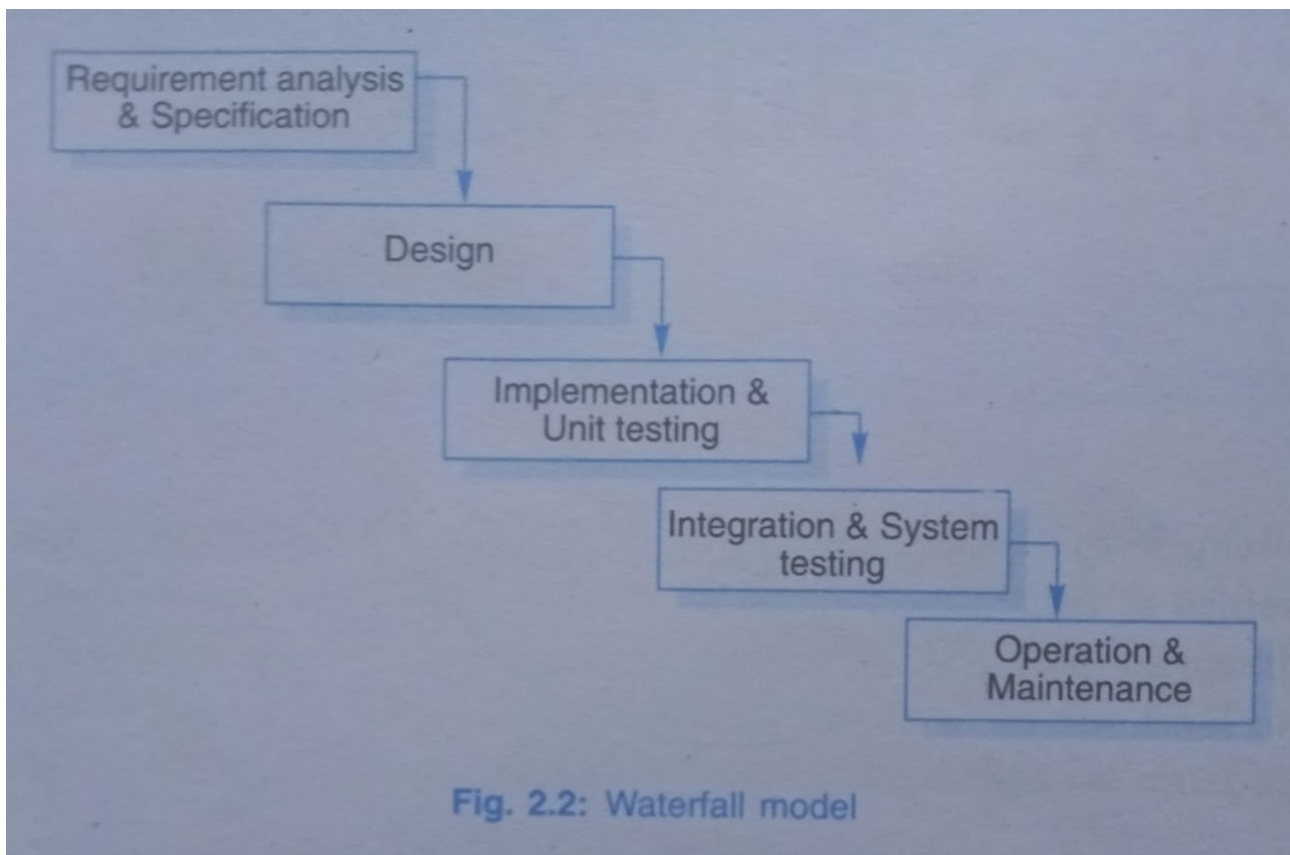 Requirement analysis
& Specification
Design
Implementation &
Unit testing
Integration & System
testing
Operation &
Maintenance
Fig. 2.2: Waterfall model